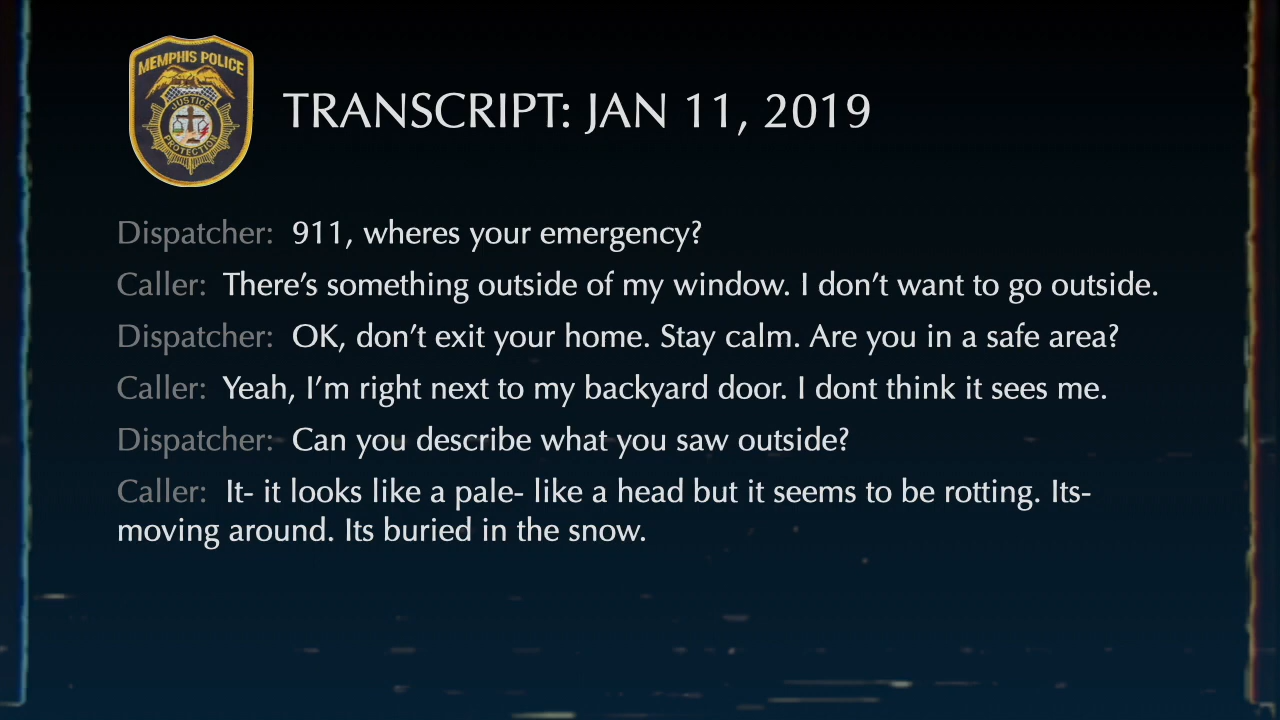 MEMPHIS POLICE
JUSTICE
PROTECTION
TRANSCRIPT: JAN 11, 2019
Dispatcher: 911, wheres your emergency?
Caller: There’s something outside of my window. I don’t want to go outside.
Dispatcher: OK, don’t exit your home. Stay calm. Are you in a safe area?
Caller: Yeah, I’m right next to my backyard door. I dont think it sees me.
Dispatcher: Can you describe what you saw outside?
Caller: It- it looks like a pale- like a head but it seems to be rotting. Its-
moving around. Its buried in the snow.